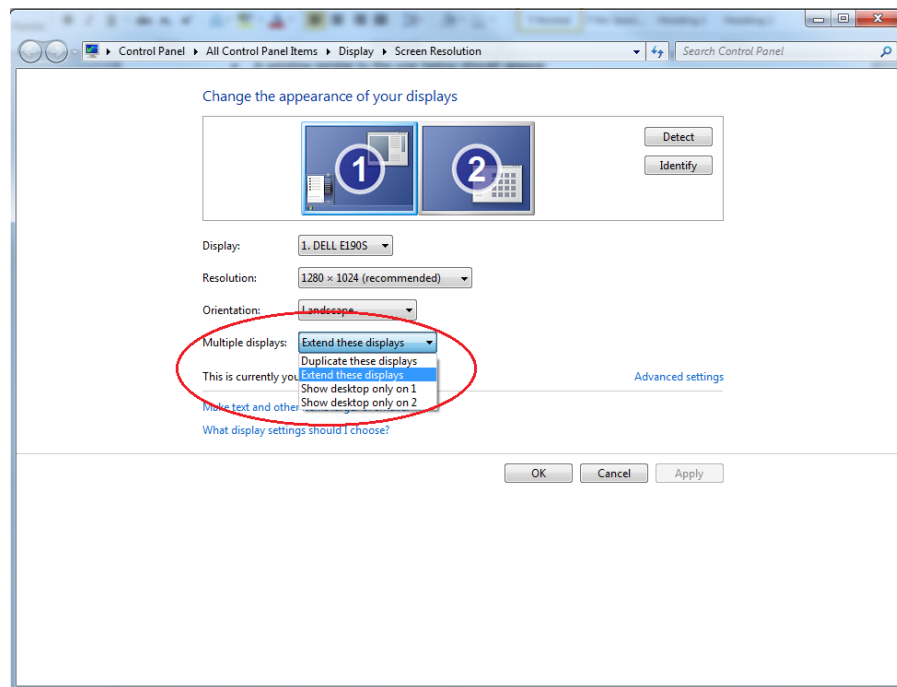 Control Panel ▸ All Control Panel Items ▸ Display ▸ Screen Resolution
Search Control Panel
Change the appearance of your displays
1
2
Detect
Identify
Display: 1. DELL E190S
Resolution: 1280 × 1024 (recommended)
Orientation: Landscape
Multiple displays: Extend these displays
Duplicate these displays
This is currently you
Extend these displays
Advanced settings
Show desktop only on 1
Show desktop only on 2
Make text and othe
What display settings should I choose?
OK Cancel Apply